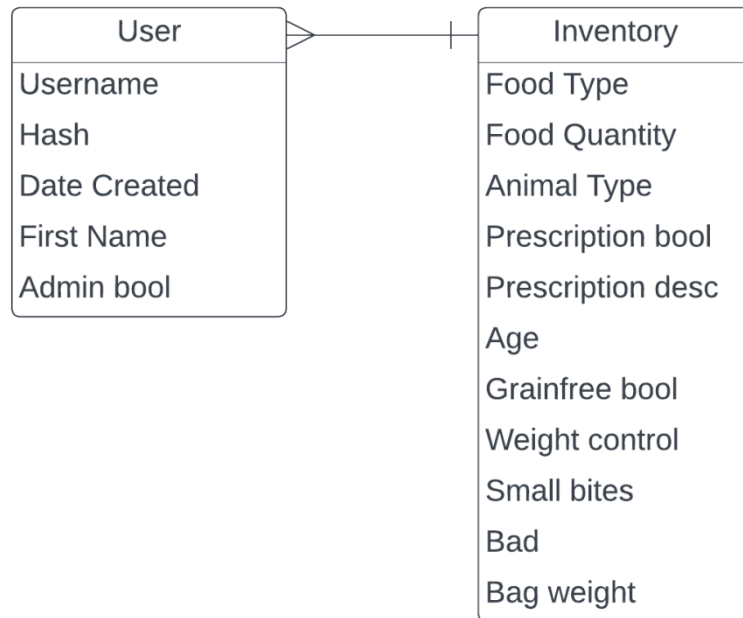 User
Username
Hash
Date Created
First Name
Admin bool
Inventory
Food Type
Food Quantity
Animal Type
Prescription bool
Prescription desc
Age
Grainfree bool
Weight control
Small bites
Bad
Bag weight